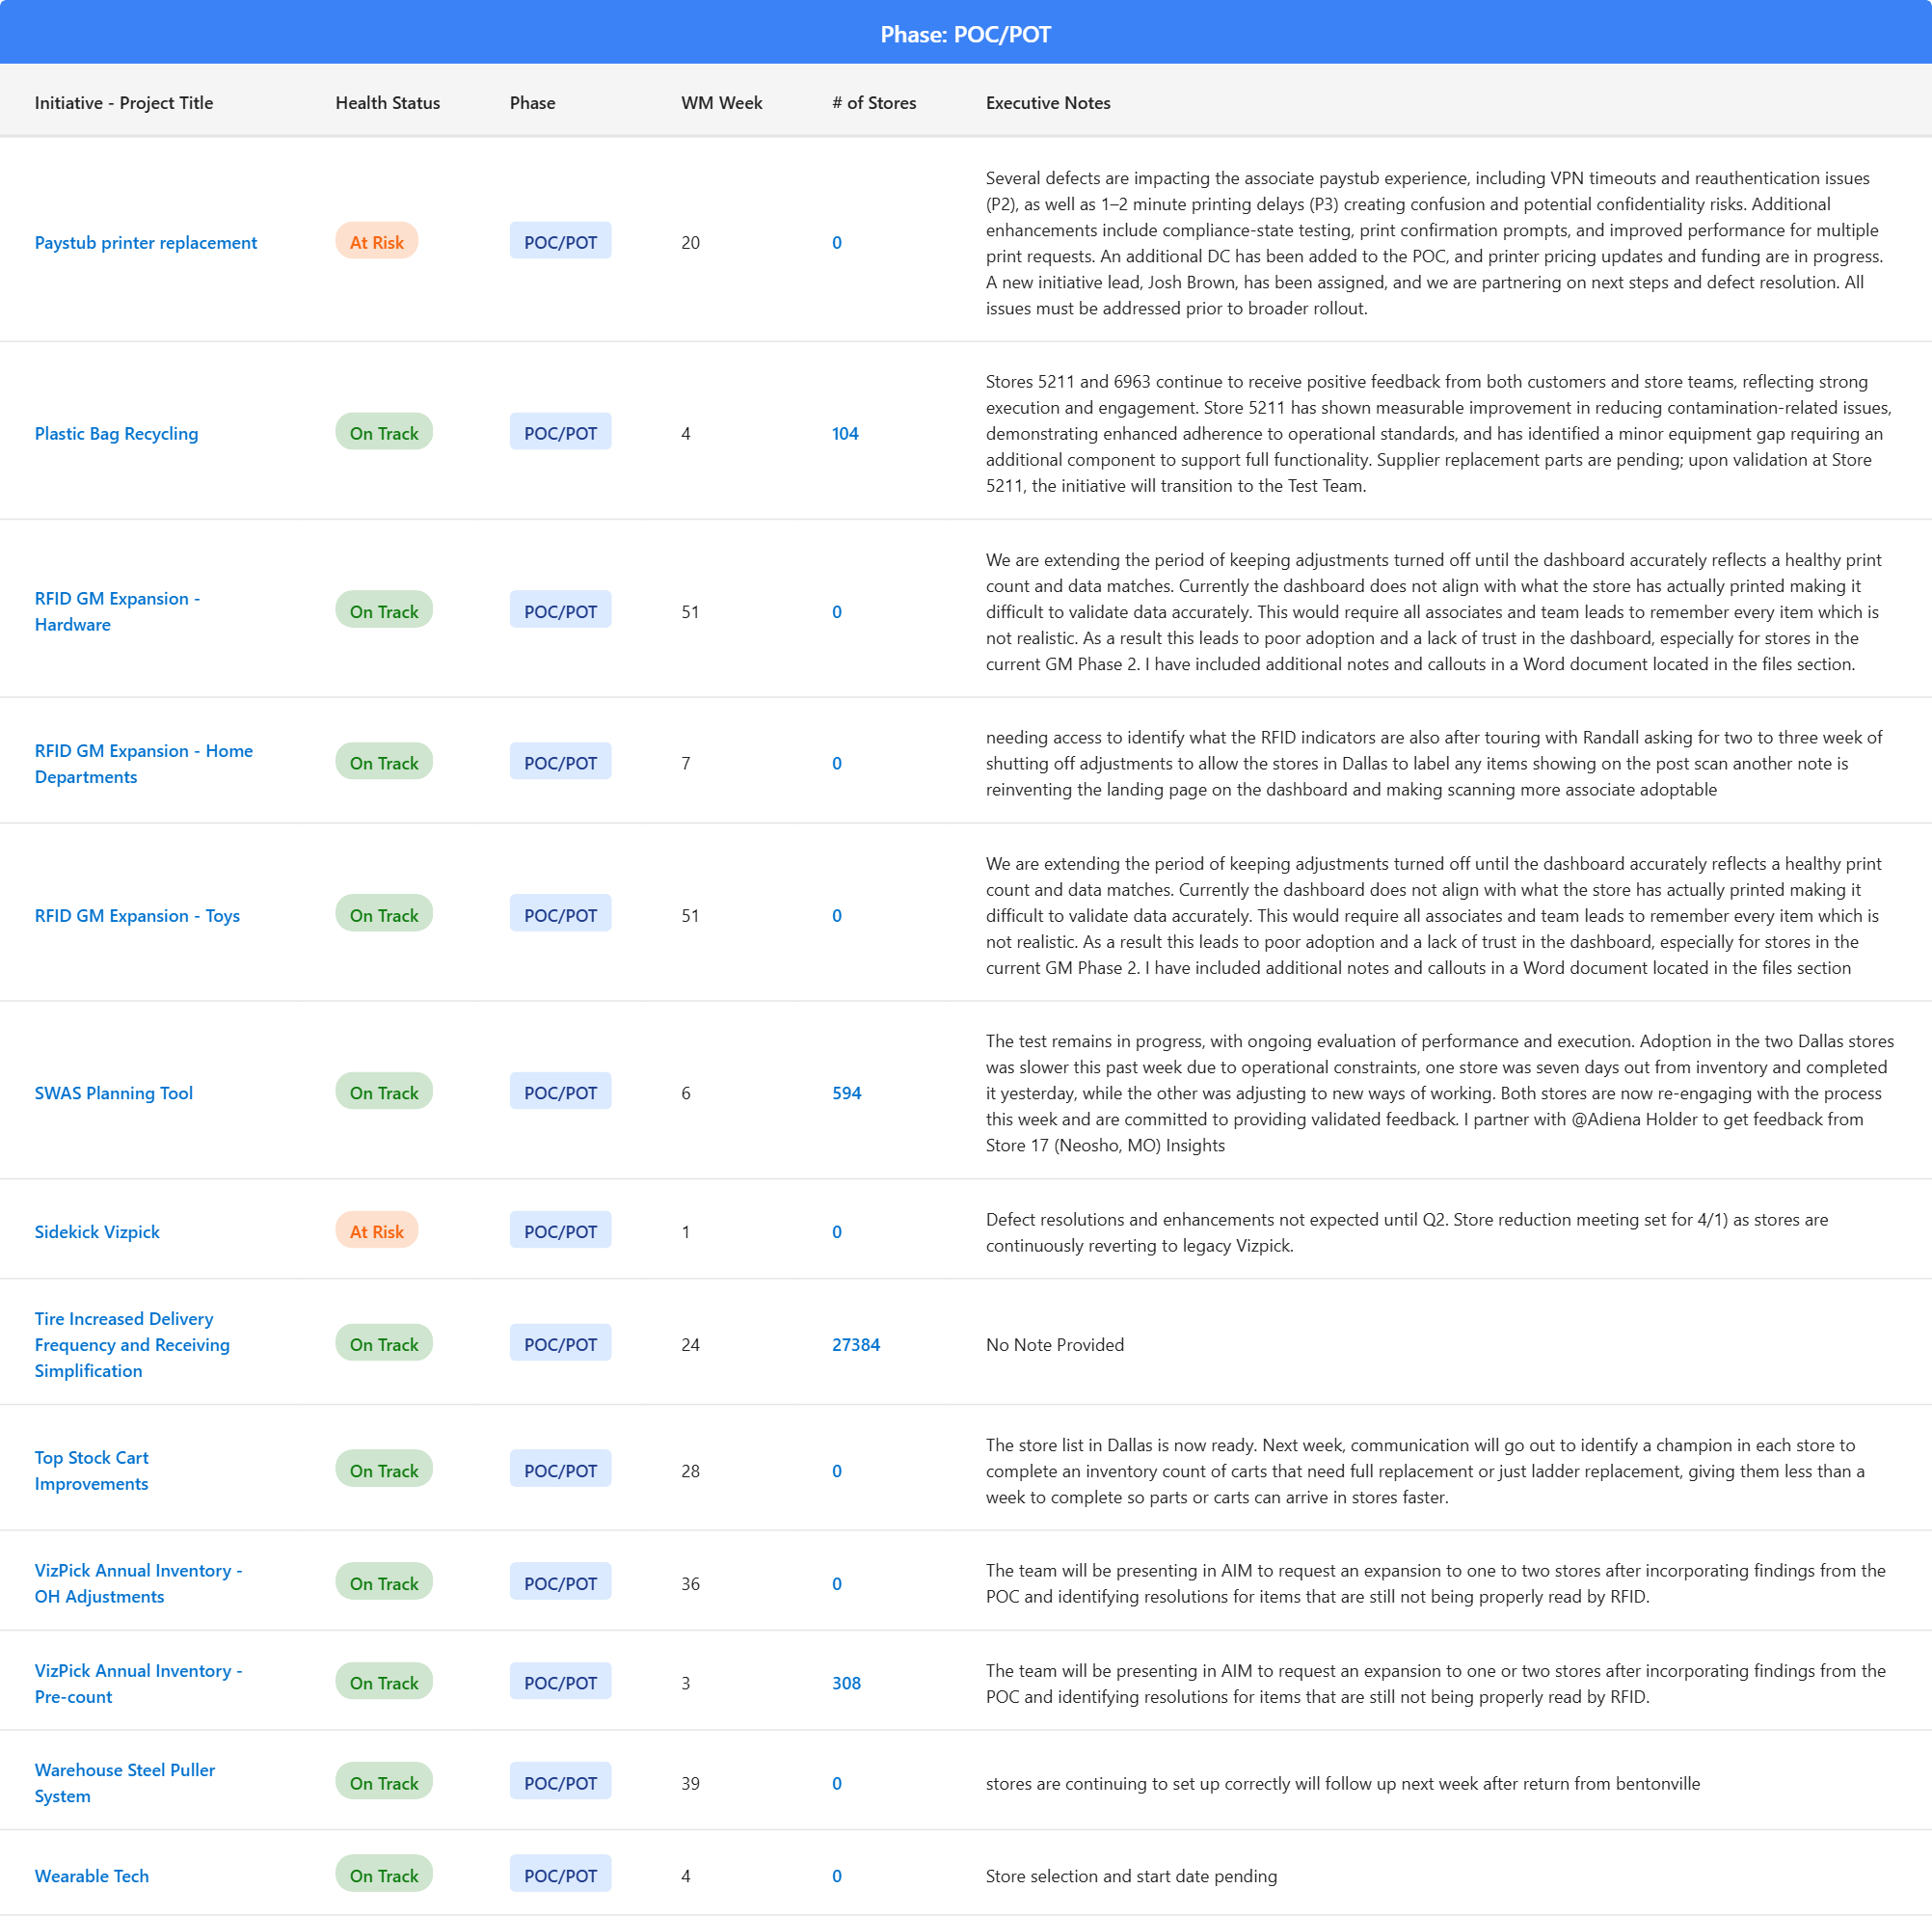 Phase: POC/POT
Initiative - Project Title Health Status Phase WM Week # of Stores Executive Notes
Paystub printer replacement At Risk POC/POT 20 0
Several defects are impacting the associate paystub experience, including VPN timeouts and reauthentication issues
(P2), as well as 1–2 minute printing delays (P3) creating confusion and potential confidentiality risks. Additional
enhancements include compliance-state testing, print confirmation prompts, and improved performance for multiple
print requests. An additional DC has been added to the POC, and printer pricing updates and funding are in progress.
A new initiative lead, Josh Brown, has been assigned, and we are partnering on next steps and defect resolution. All
issues must be addressed prior to broader rollout.
Plastic Bag Recycling On Track POC/POT 4 104
Stores 5211 and 6963 continue to receive positive feedback from both customers and store teams, reflecting strong
execution and engagement. Store 5211 has shown measurable improvement in reducing contamination-related issues,
demonstrating enhanced adherence to operational standards, and has identified a minor equipment gap requiring an
additional component to support full functionality. Supplier replacement parts are pending; upon validation at Store
5211, the initiative will transition to the Test Team.
RFID GM Expansion -
Hardware
On Track POC/POT 51 0
We are extending the period of keeping adjustments turned off until the dashboard accurately reflects a healthy print
count and data matches. Currently the dashboard does not align with what the store has actually printed making it
difficult to validate data accurately. This would require all associates and team leads to remember every item which is
not realistic. As a result this leads to poor adoption and a lack of trust in the dashboard, especially for stores in the
current GM Phase 2. I have included additional notes and callouts in a Word document located in the files section.
RFID GM Expansion - Home
Departments
On Track POC/POT 7 0
needing access to identify what the RFID indicators are also after touring with Randall asking for two to three week of
shutting off adjustments to allow the stores in Dallas to label any items showing on the post scan another note is
reinventing the landing page on the dashboard and making scanning more associate adoptable
RFID GM Expansion - Toys On Track POC/POT 51 0
We are extending the period of keeping adjustments turned off until the dashboard accurately reflects a healthy print
count and data matches. Currently the dashboard does not align with what the store has actually printed making it
difficult to validate data accurately. This would require all associates and team leads to remember every item which is
not realistic. As a result this leads to poor adoption and a lack of trust in the dashboard, especially for stores in the
current GM Phase 2. I have included additional notes and callouts in a Word document located in the files section
SWAS Planning Tool On Track POC/POT 6 594
The test remains in progress, with ongoing evaluation of performance and execution. Adoption in the two Dallas stores
was slower this past week due to operational constraints, one store was seven days out from inventory and completed
it yesterday, while the other was adjusting to new ways of working. Both stores are now re-engaging with the process
this week and are committed to providing validated feedback. I partner with @Adiena Holder to get feedback from
Store 17 (Neosho, MO) Insights
Sidekick Vizpick At Risk POC/POT 1 0
Defect resolutions and enhancements not expected until Q2. Store reduction meeting set for 4/1) as stores are
continuously reverting to legacy Vizpick.
Tire Increased Delivery
Frequency and Receiving
Simplification
On Track POC/POT 24 27384 No Note Provided
Top Stock Cart
Improvements
On Track POC/POT 28 0
The store list in Dallas is now ready. Next week, communication will go out to identify a champion in each store to
complete an inventory count of carts that need full replacement or just ladder replacement, giving them less than a
week to complete so parts or carts can arrive in stores faster.
VizPick Annual Inventory -
OH Adjustments
On Track POC/POT 36 0
The team will be presenting in AIM to request an expansion to one to two stores after incorporating findings from the
POC and identifying resolutions for items that are still not being properly read by RFID.
VizPick Annual Inventory -
Pre-count
On Track POC/POT 3 308
The team will be presenting in AIM to request an expansion to one or two stores after incorporating findings from the
POC and identifying resolutions for items that are still not being properly read by RFID.
Warehouse Steel Puller
System
On Track POC/POT 39 0 stores are continuing to set up correctly will follow up next week after return from bentonville
Wearable Tech On Track POC/POT 4 0 Store selection and start date pending